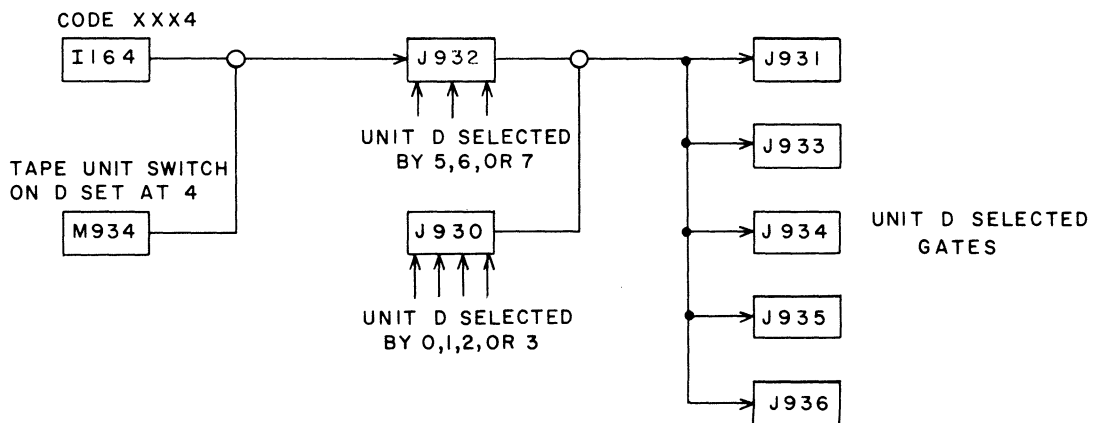 CODE XXX4
I164
J932
J931
UNIT D SELECTED
BY 5,6,OR 7
J933
TAPE UNIT SWITCH
ON D SET AT 4
M934
J930
J934
UNIT D SELECTED
GATES
UNIT D SELECTED
BY 0,1,2,OR 3
J935
J936